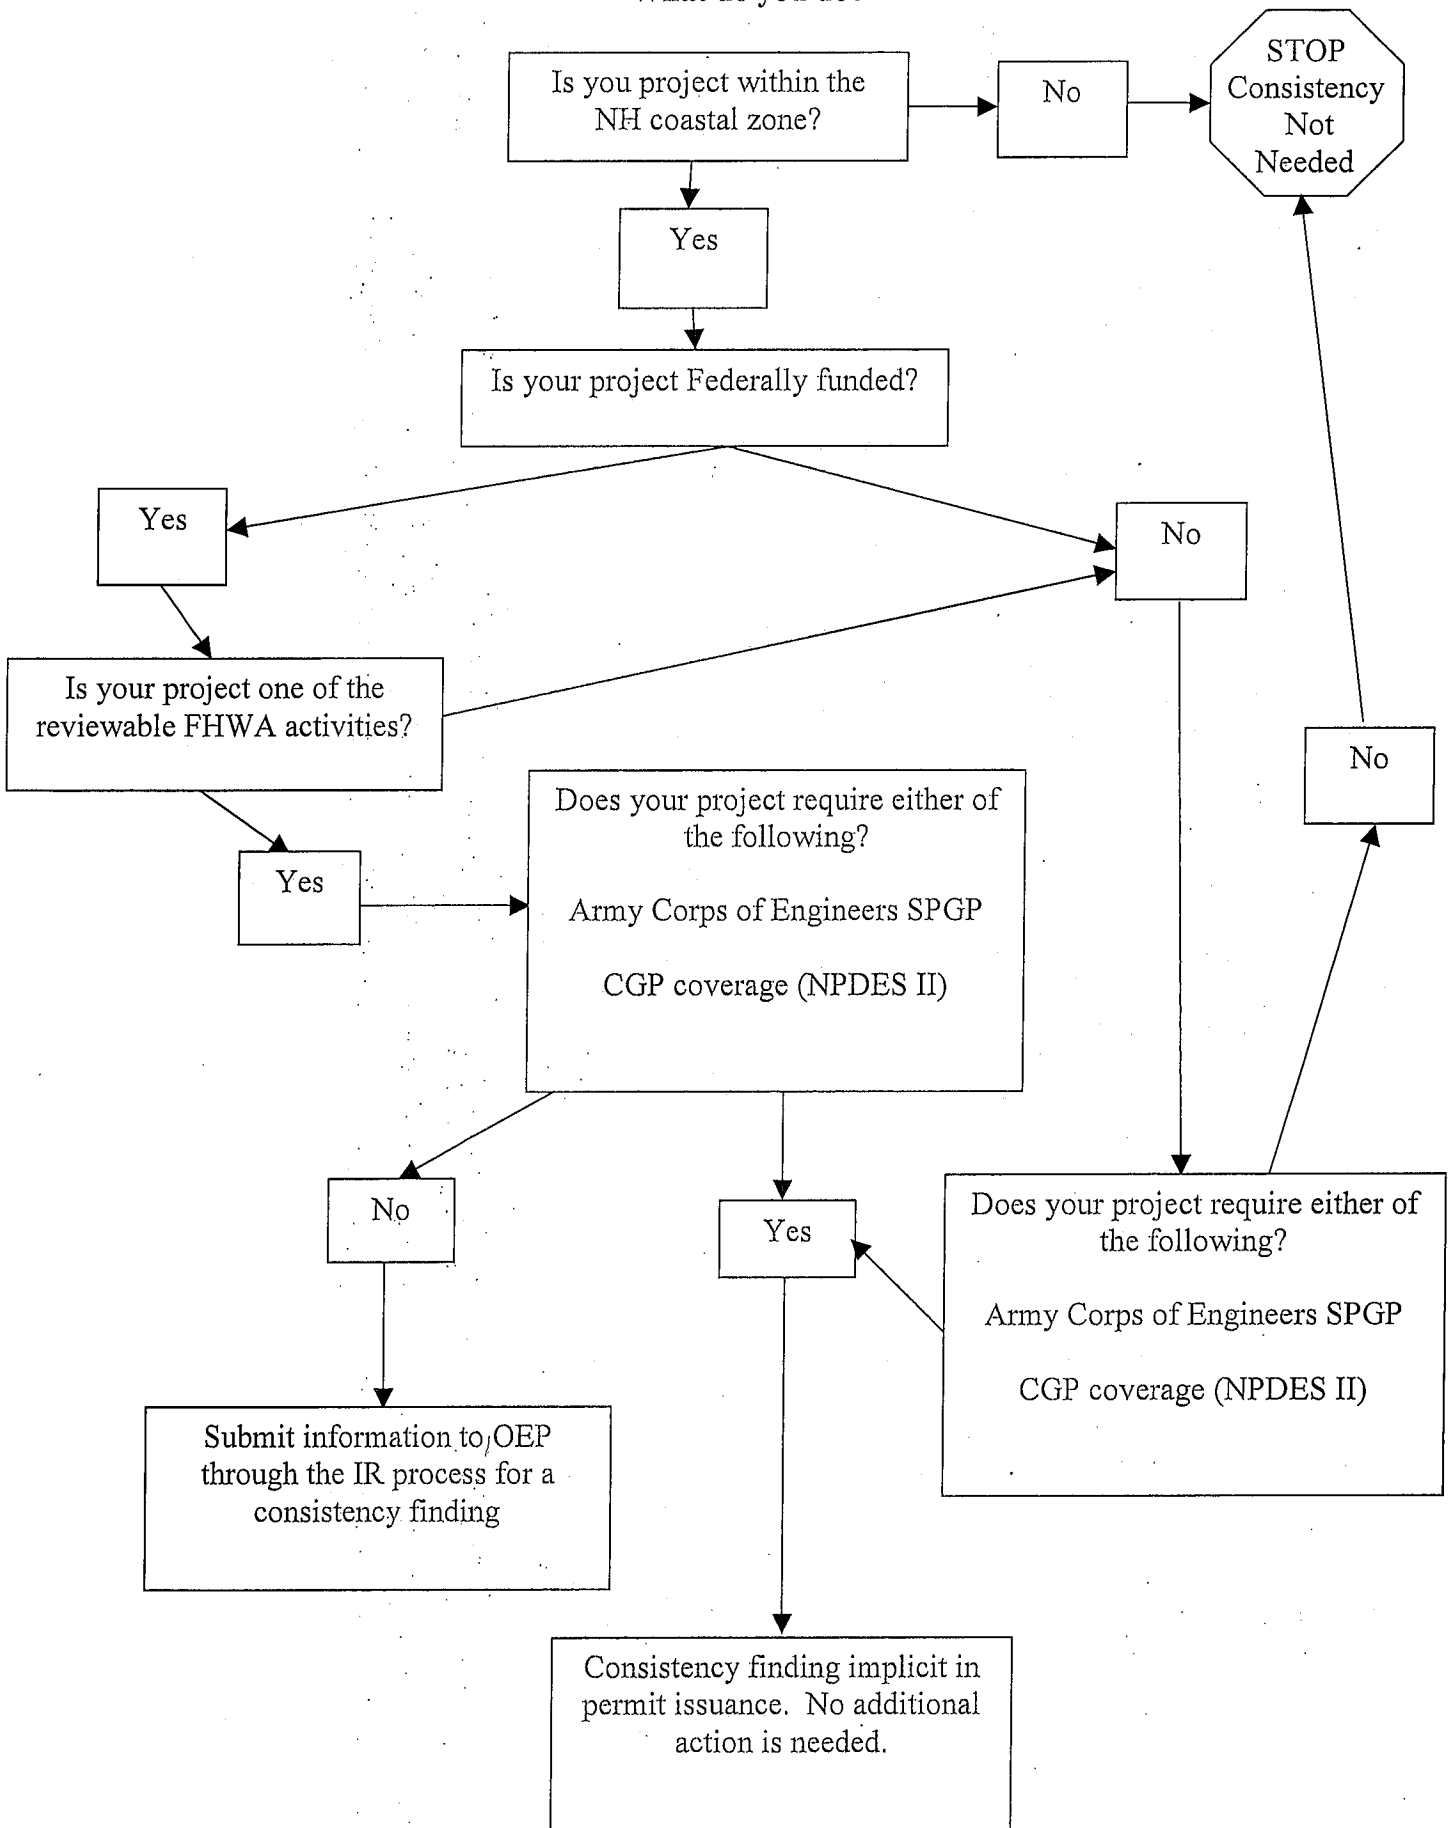 Is you project within the
NH coastal zone?
No
STOP
Consistency
Not
Needed
Yes
Is your project Federally funded?
Yes
No
Is your project one of the
reviewable FHWA activities?
No
Yes
Does your project require either of
the following?
Army Corps of Engineers SPGP
CGP coverage (NPDES II)
No
Yes
Does your project require either of
the following?
Army Corps of Engineers SPGP
CGP coverage (NPDES II)
Submit information to OEP
through the IR process for a
consistency finding
Consistency finding implicit in
permit issuance. No additional
action is needed.